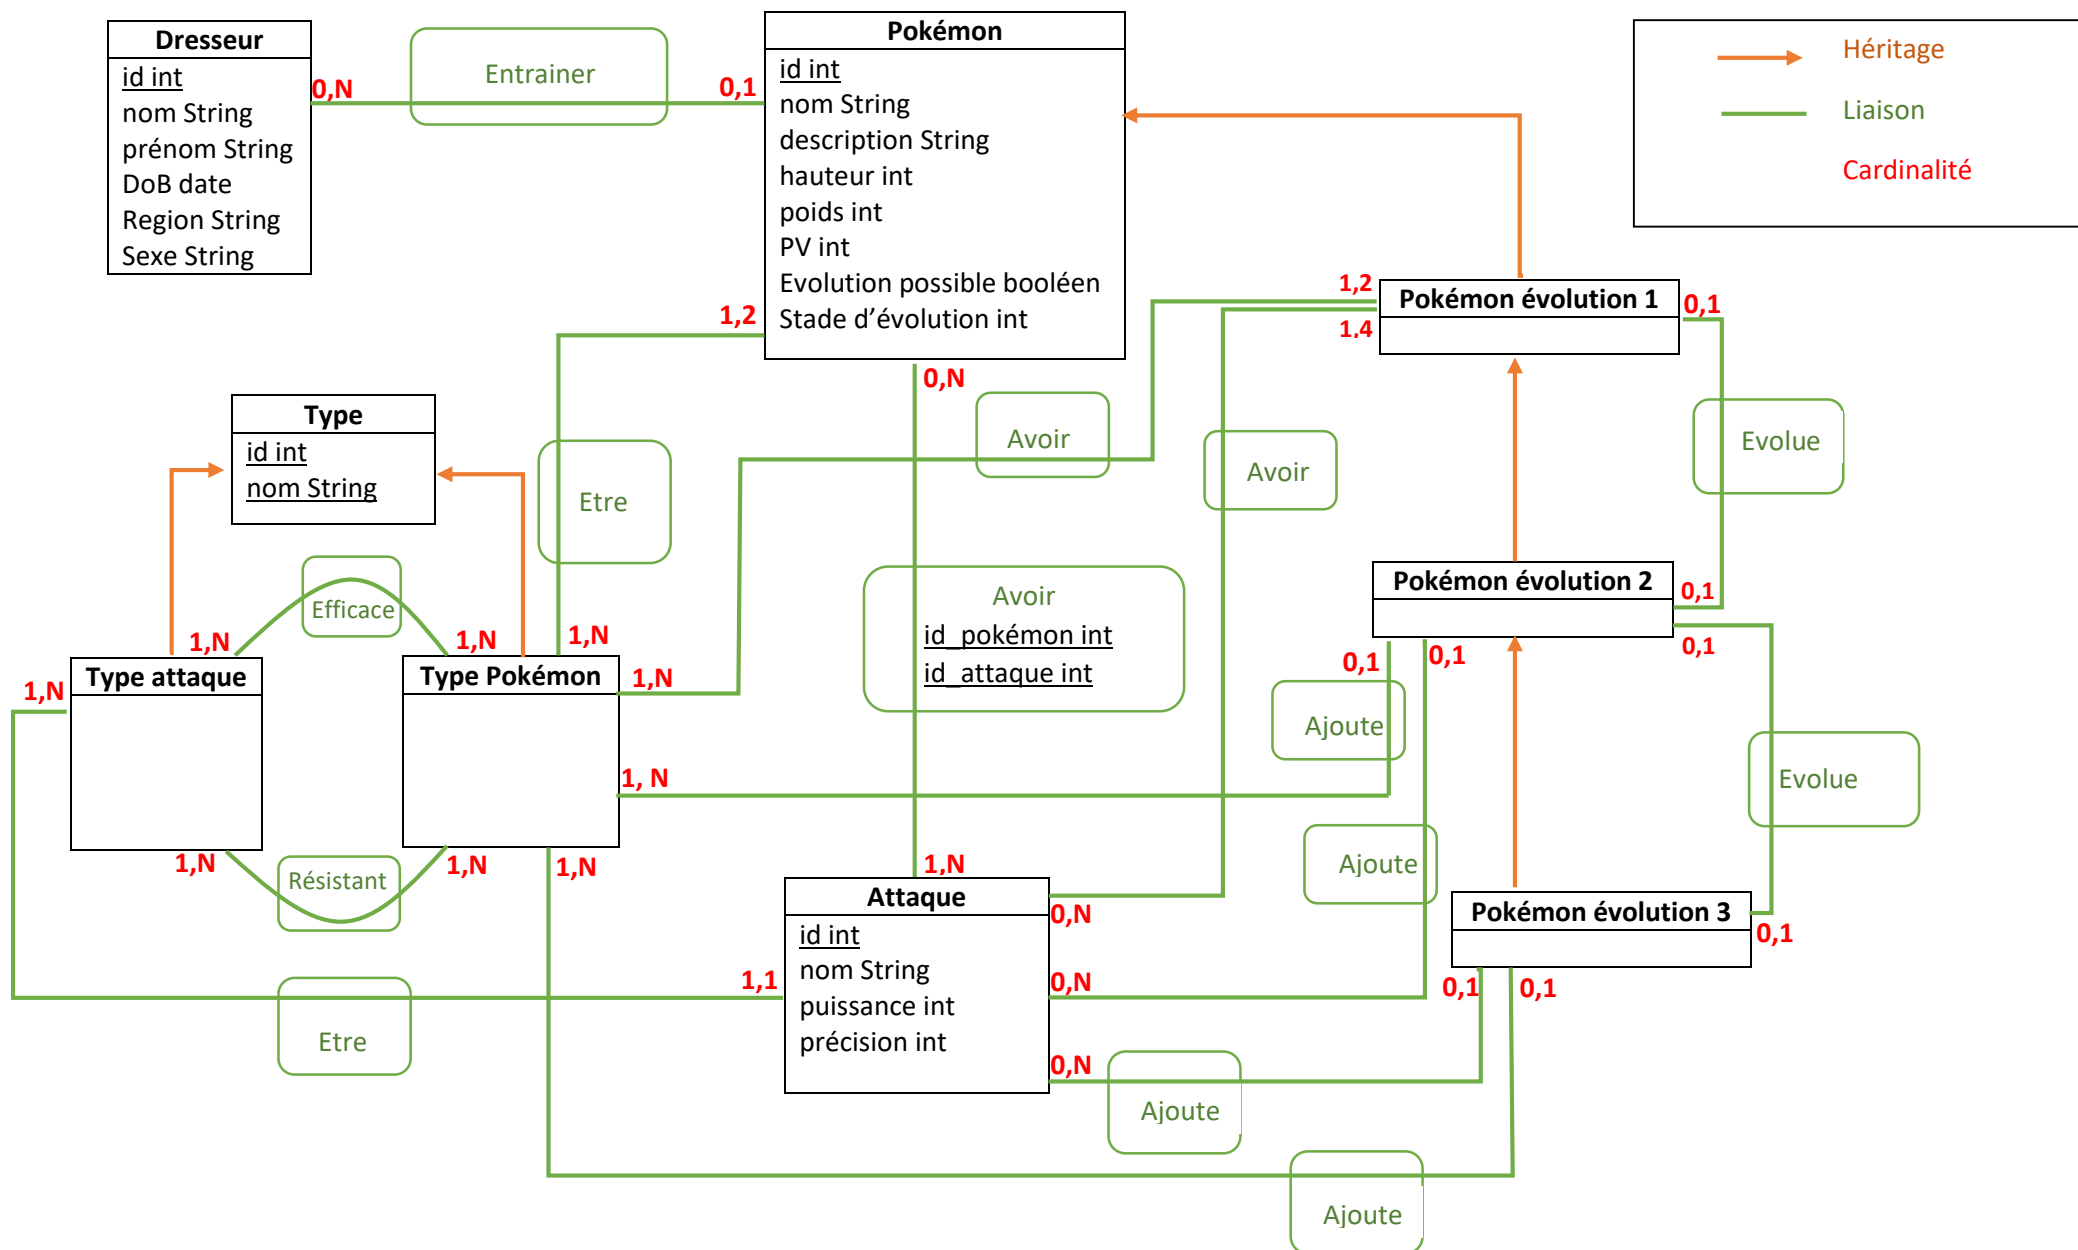 Dresseur
id int
nom String
prénom String
DoB date
Region String
Sexe String
0,N
Entrainer
0,1
Pokémon
id int
nom String
description String
hauteur int
poids int
PV int
Evolution possible booléen
Stade d’évolution int
1,2
0,N
Héritage
Liaison
Cardinalité
1,2
1,4
Pokémon évolution 1
0,1
Type
id int
nom String
Etre
Avoir
Avoir
Evolue
Efficace
1,N
1,N
1,N
Avoir
id_pokémon int
id_attaque int
Pokémon évolution 2
0,1
0,1
0,1
0,1
1,N
Type attaque
Type Pokémon
1,N
1, N
Ajoute
Evolue
1,N
Résistant
1,N
1,N
1,N
Ajoute
Attaque
id int
nom String
puissance int
précision int
0,N
0,N
0,N
1,1
Etre
Pokémon évolution 3
0,1
0,1
0,1
Ajoute
Ajoute